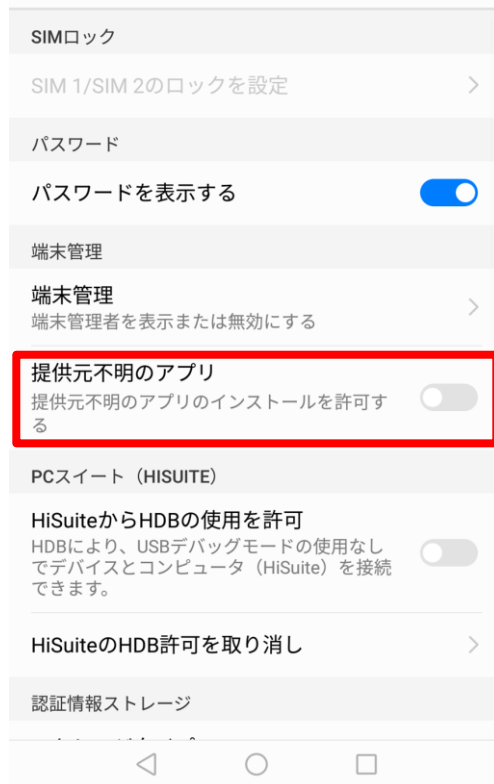 SIMロック
SIM 1/SIM 2のロックを設定
パスワード
パスワードを表示する
端末管理
端末管理
端末管理者を表示または無効にする
提供元不明のアプリ
提供元不明のアプリのインストールを許可す
る
PCスイート（HISUITE）
HiSuiteからHDBの使用を許可
HDBにより、USBデバッグモードの使用なし
でデバイスとコンピュータ（HiSuite）を接続
できます。
HiSuiteのHDB許可を取り消し
認証情報ストレージ